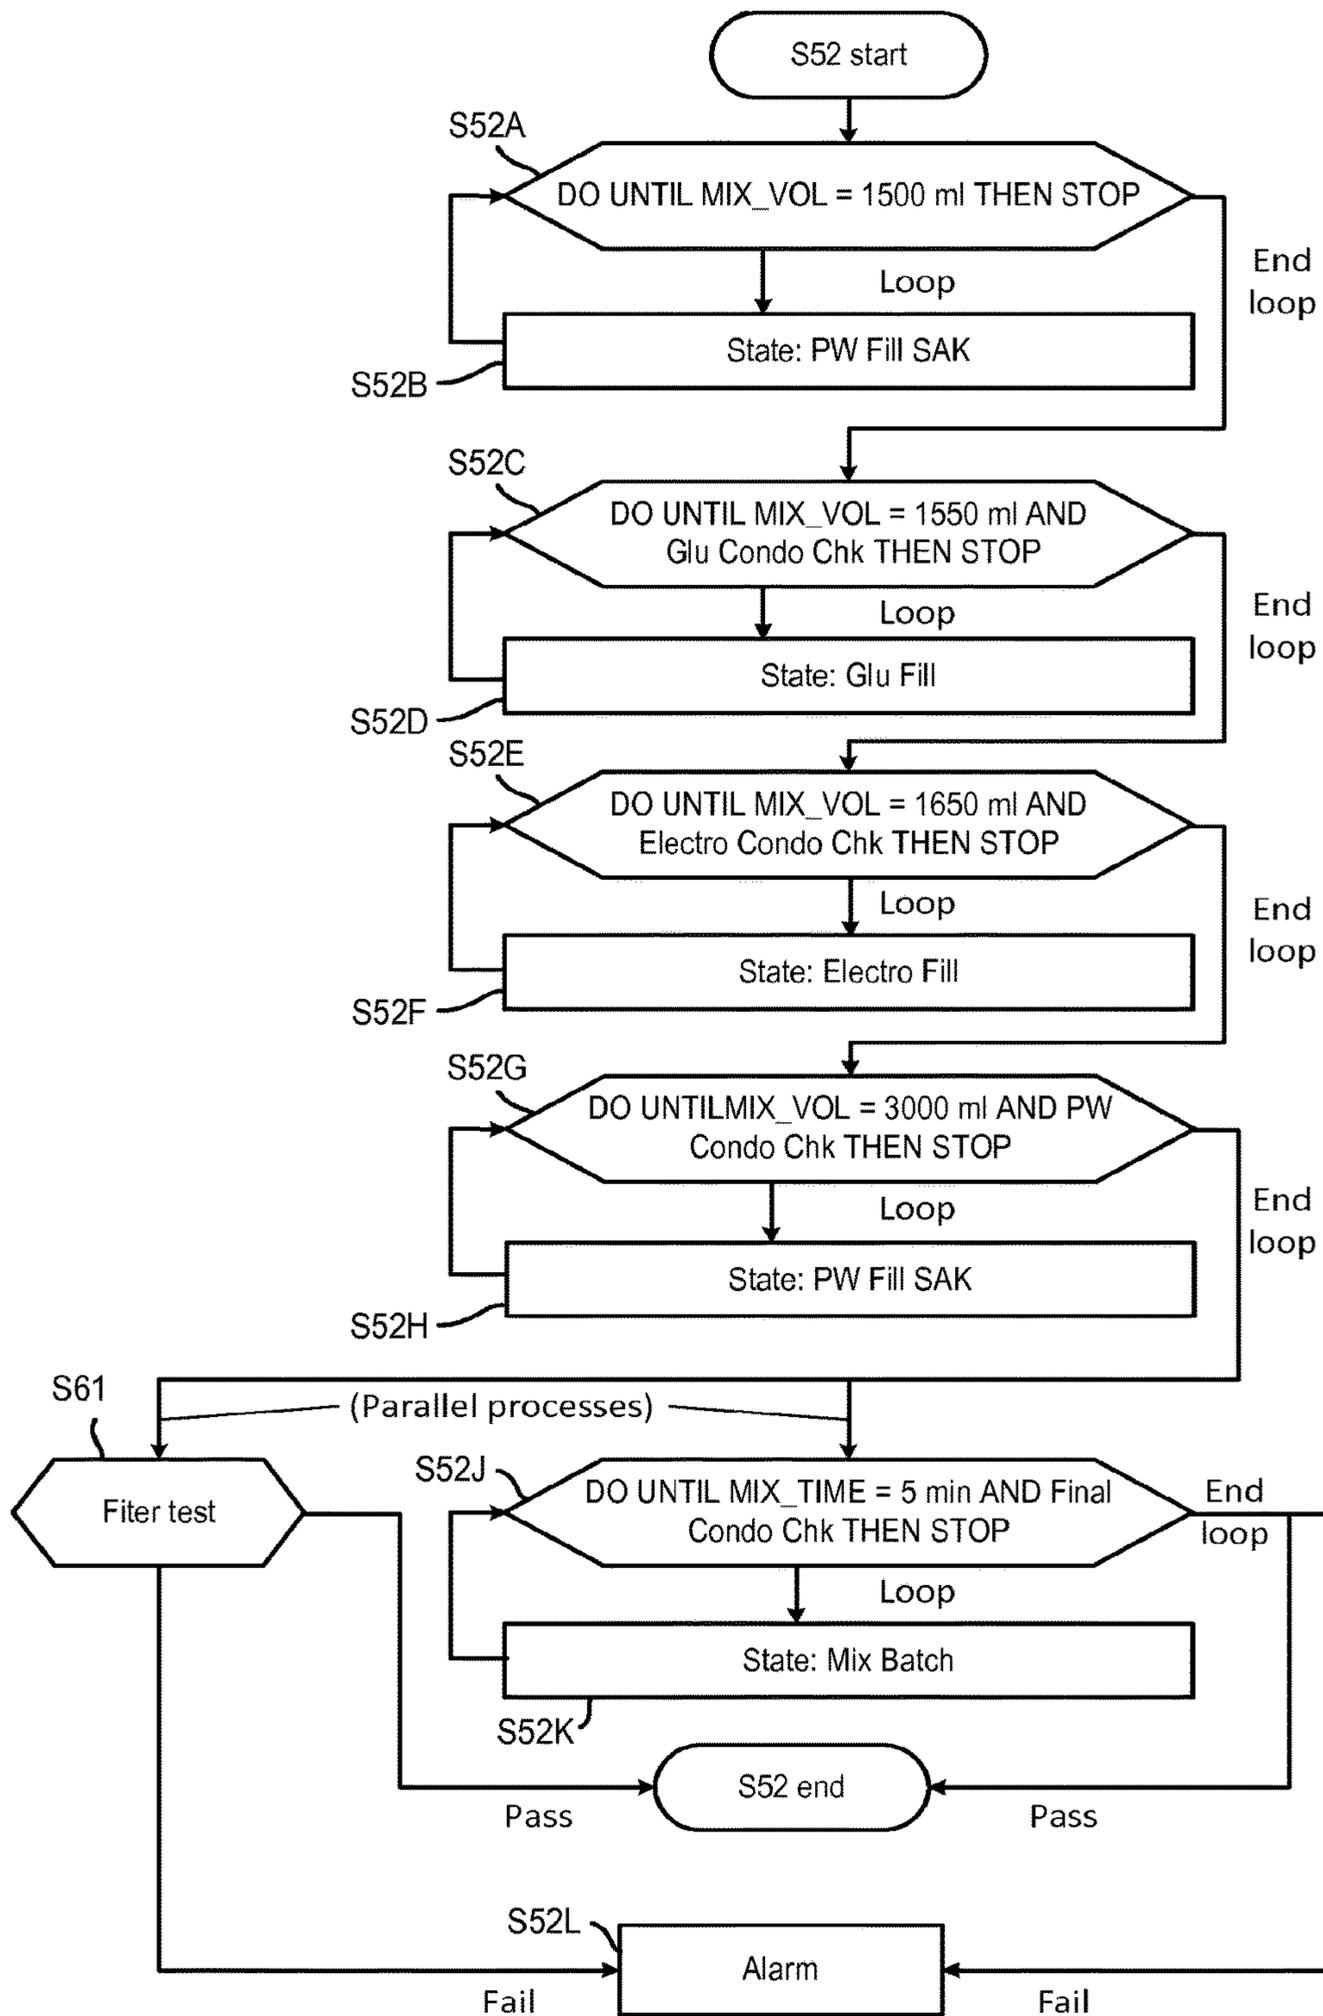 S52 start
S52A
DO UNTIL MIX_VOL = 1500 ml THEN STOP
End
loop
Loop
State: PW Fill SAK
S52B
S52C
DO UNTIL MIX_VOL = 1550 ml AND
Glu Condo Chk THEN STOP
End
loop
Loop
State: Glu Fill
S52D
S52E
DO UNTIL MIX_VOL = 1650 ml AND
Electro Condo Chk THEN STOP
End
loop
Loop
State: Electro Fill
S52F
S52G
DO UNTILMIX_VOL = 3000 ml AND PW
Condo Chk THEN STOP
End
loop
Loop
State: PW Fill SAK
S52H
S61
(Parallel processes)
Fiter test
S52J
DO UNTIL MIX_TIME = 5 min AND Final
Condo Chk THEN STOP
End
loop
Loop
State: Mix Batch
S52K
S52 end
Pass
Pass
S52L
Alarm
Fail
Fail